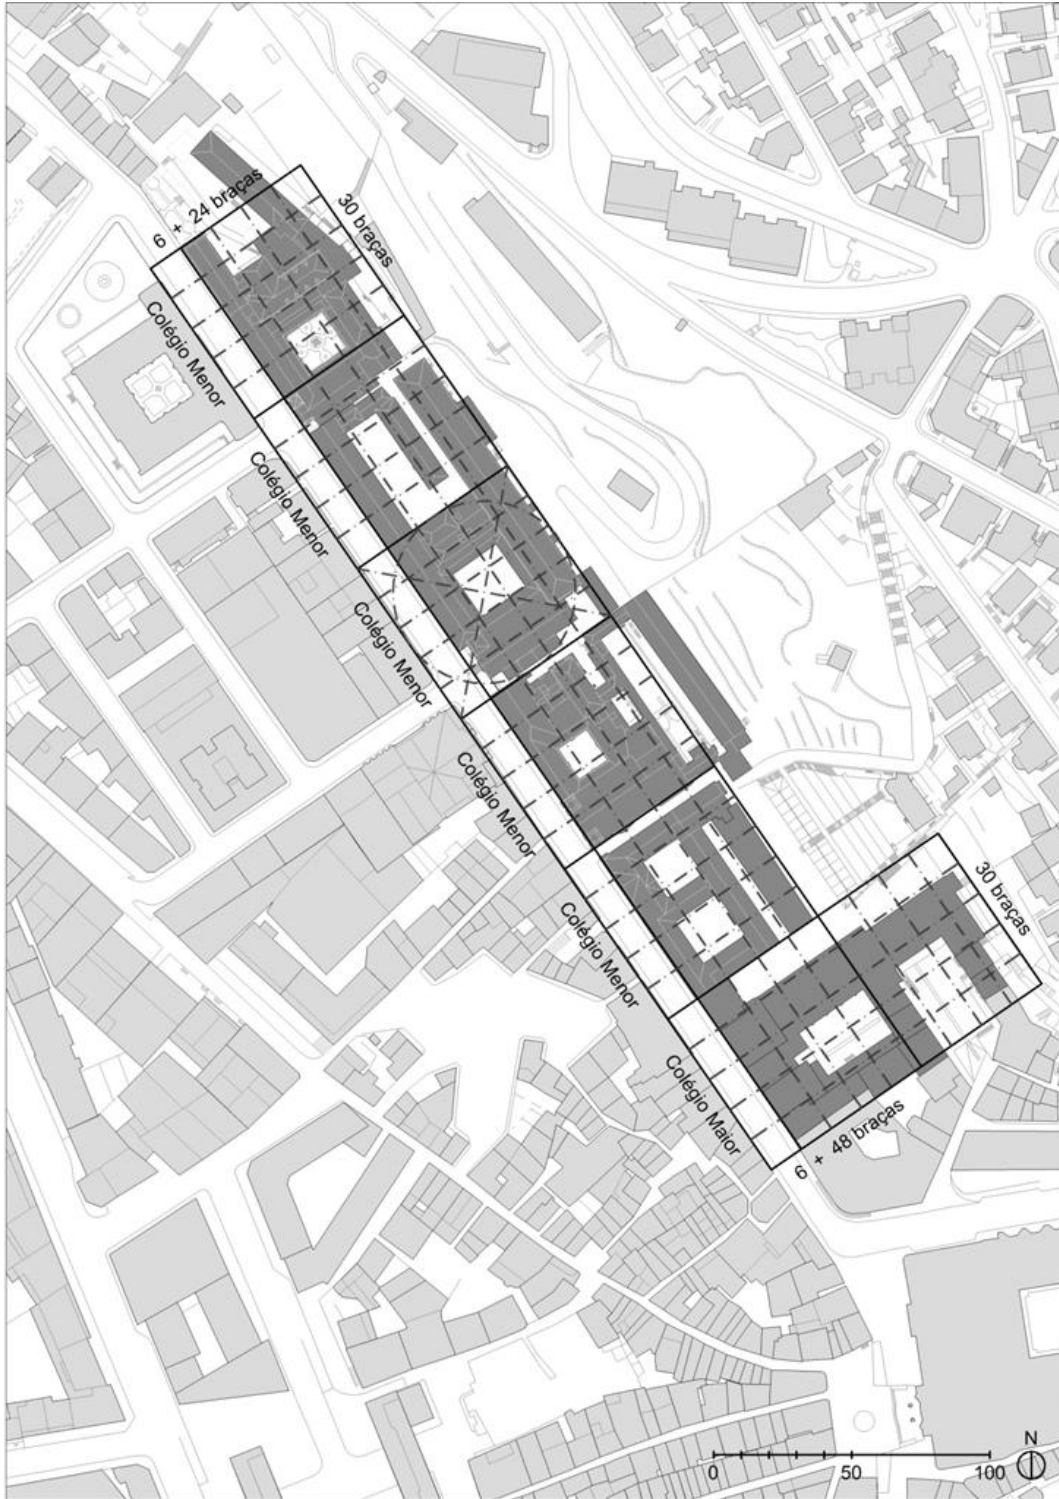 6 + 24 braças
30 braças
Colégio Menor
Colégio Menor
Colégio Menor
Colégio Menor
Colégio Menor
30 braças
Colégio Maior
6 + 48 braças
N
0 50 100